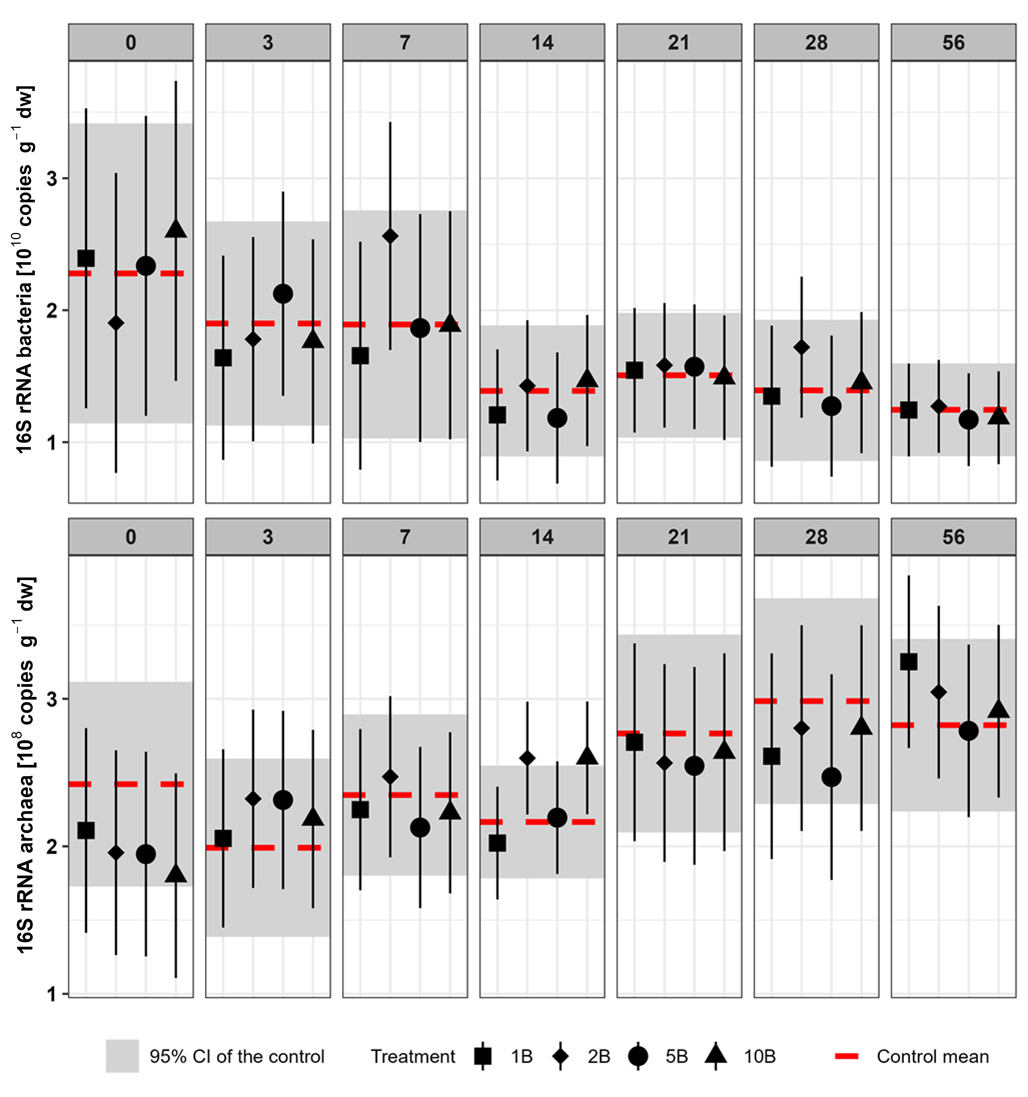 0 3 7 14 21 28 56
16S rRNA bacteria [10¹⁰ copies g⁻¹ dw]
3
2
1
0 3 7 14 21 28 56
16S rRNA archaea [10⁸ copies g⁻¹ dw]
3
2
1
95% CI of the control Treatment 1B 2B 5B 10B Control mean